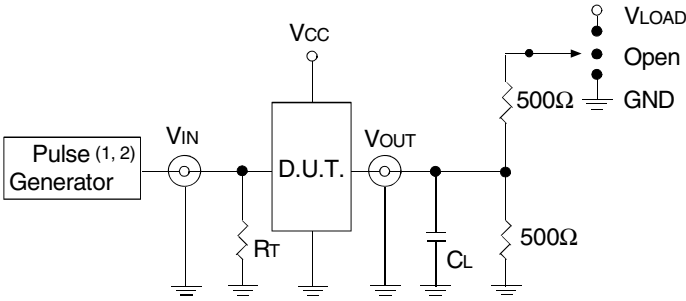 VLOAD
VCC
Open
500Ω
GND
VIN
VOUT
Pulse (1, 2)
Generator
D.U.T.
RT
CL
500Ω